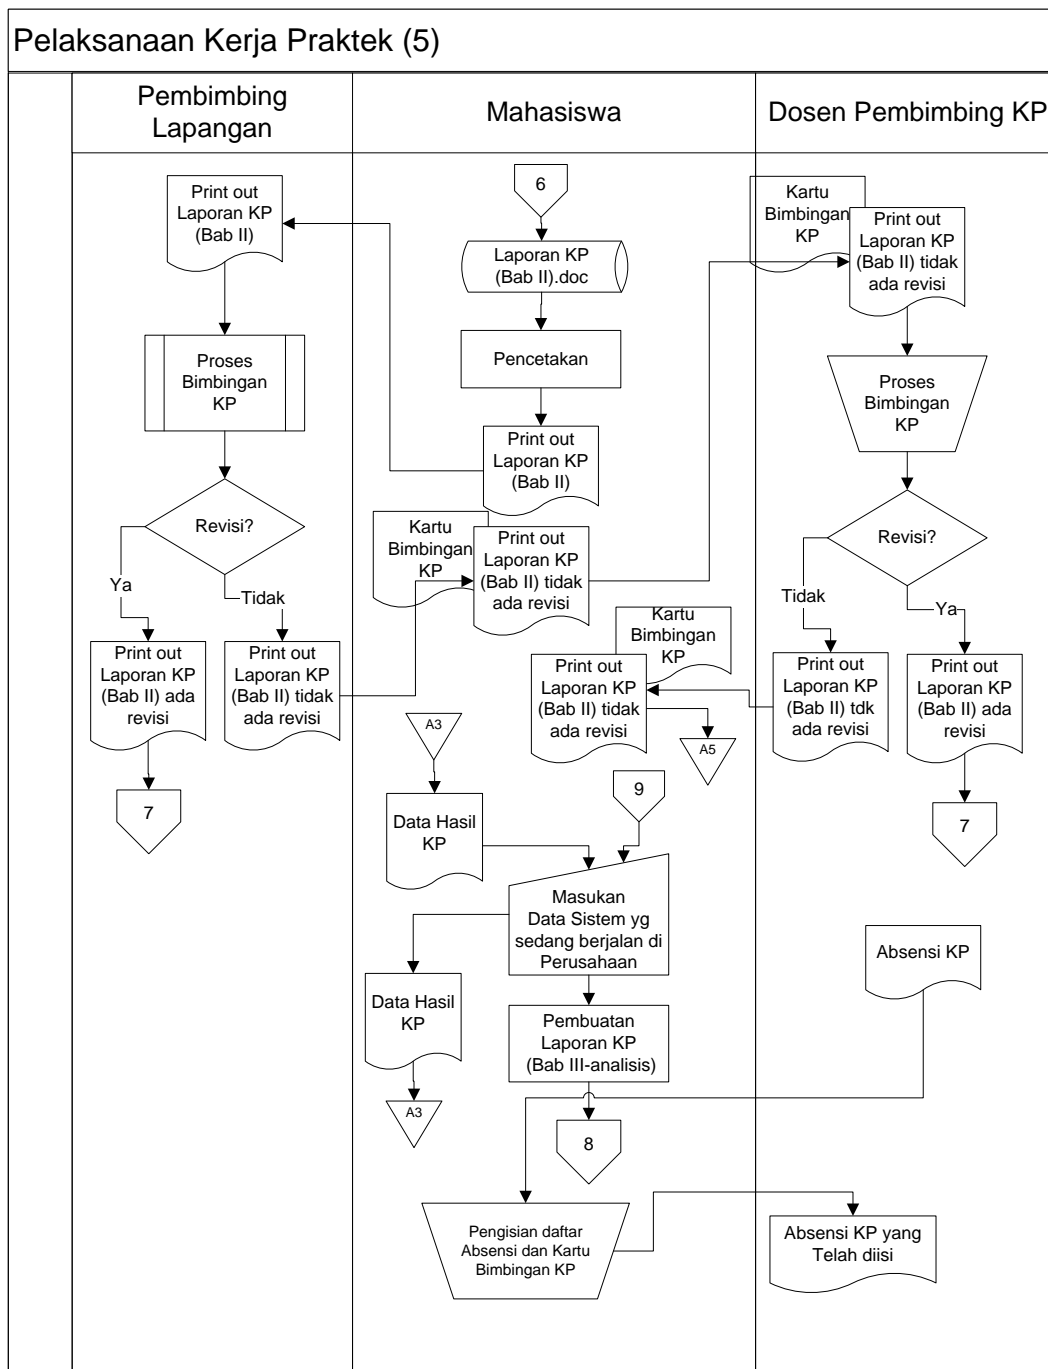 Pelaksanaan Kerja Praktek (5)
Pembimbing
Lapangan
Mahasiswa
Dosen Pembimbing KP
Print out
Laporan KP
(Bab II)
6
Kartu
Bimbingan
KP
Print out
Laporan KP
(Bab II) tidak
ada revisi
Laporan KP
(Bab II).doc
Proses
Bimbingan
KP
Pencetakan
Proses
Bimbingan
KP
Print out
Laporan KP
(Bab II)
Revisi?
Kartu
Bimbingan
KP
Print out
Laporan KP
(Bab II) tidak
ada revisi
Revisi?
Ya
Tidak
Tidak
Ya
Kartu
Bimbingan
KP
Print out
Laporan KP
(Bab II) ada
revisi
Print out
Laporan KP
(Bab II) tidak
ada revisi
Print out
Laporan KP
(Bab II) tidak
ada revisi
Print out
Laporan KP
(Bab II) tdk
ada revisi
Print out
Laporan KP
(Bab II) ada
revisi
A3
A5
7
9
7
Data Hasil
KP
Masukan
Data Sistem yg
sedang berjalan di
Perusahaan
Absensi KP
Data Hasil
KP
Pembuatan
Laporan KP
(Bab III-analisis)
A3
8
Pengisian daftar
Absensi dan Kartu
Bimbingan KP
Absensi KP yang
Telah diisi